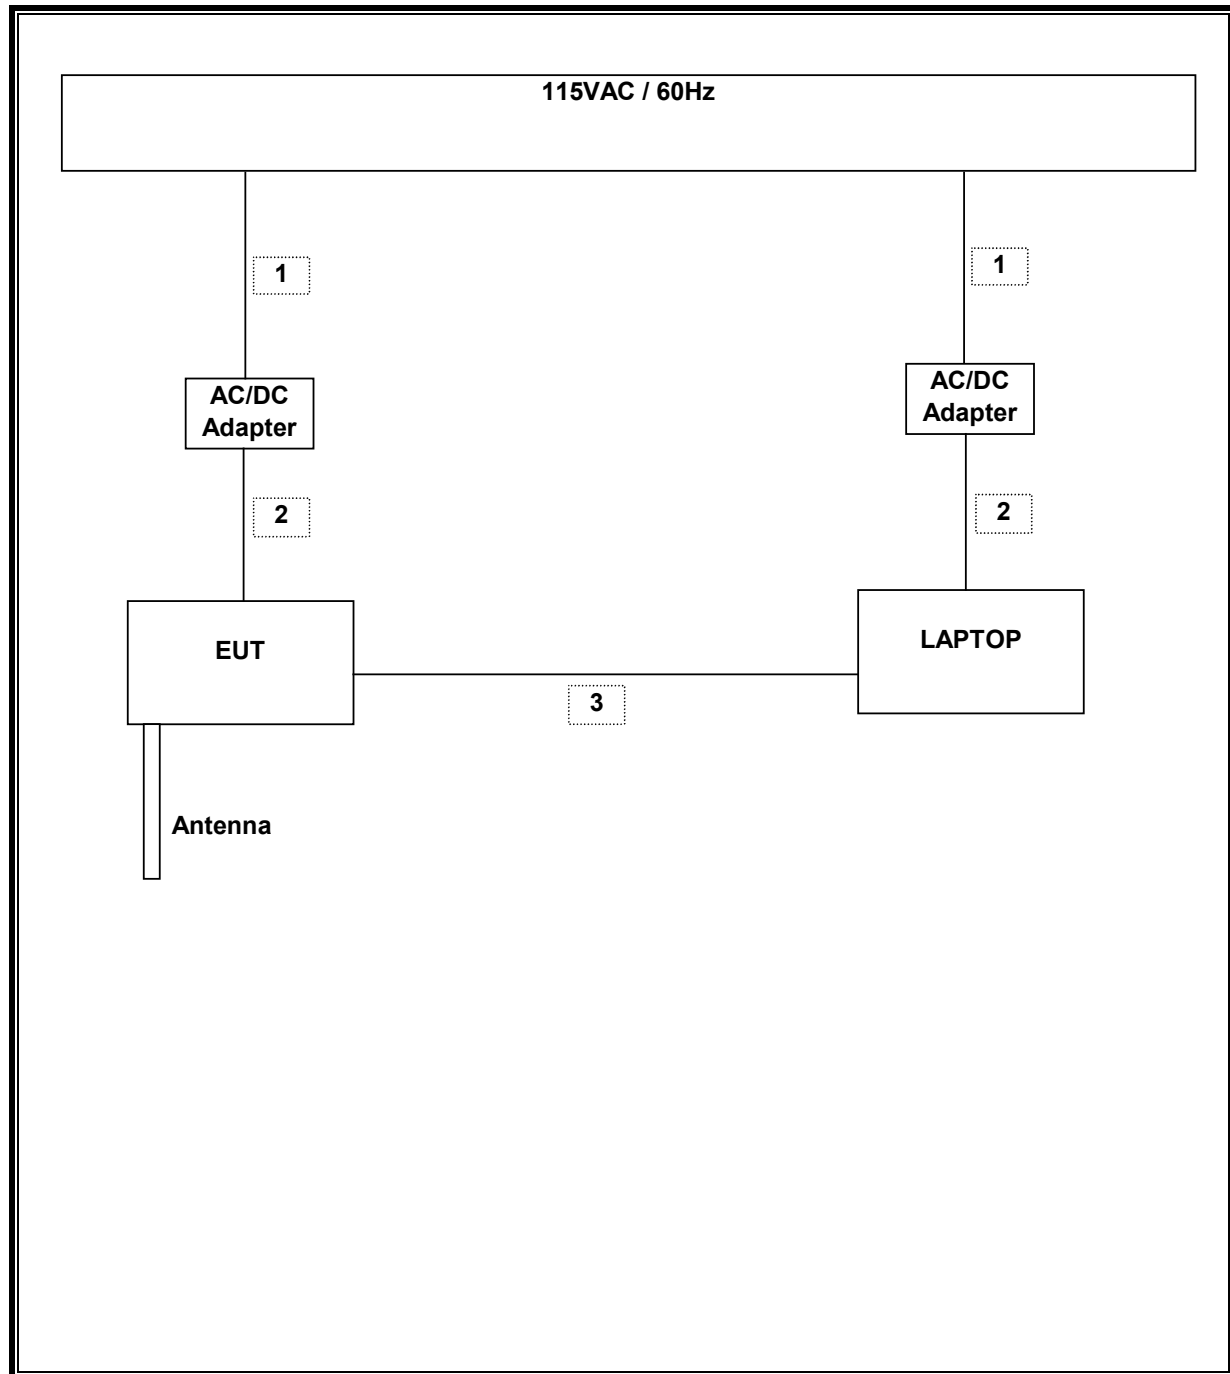 115VAC / 60Hz
1
1
AC/DC
Adapter
AC/DC
Adapter
2
2
EUT
LAPTOP
3
Antenna